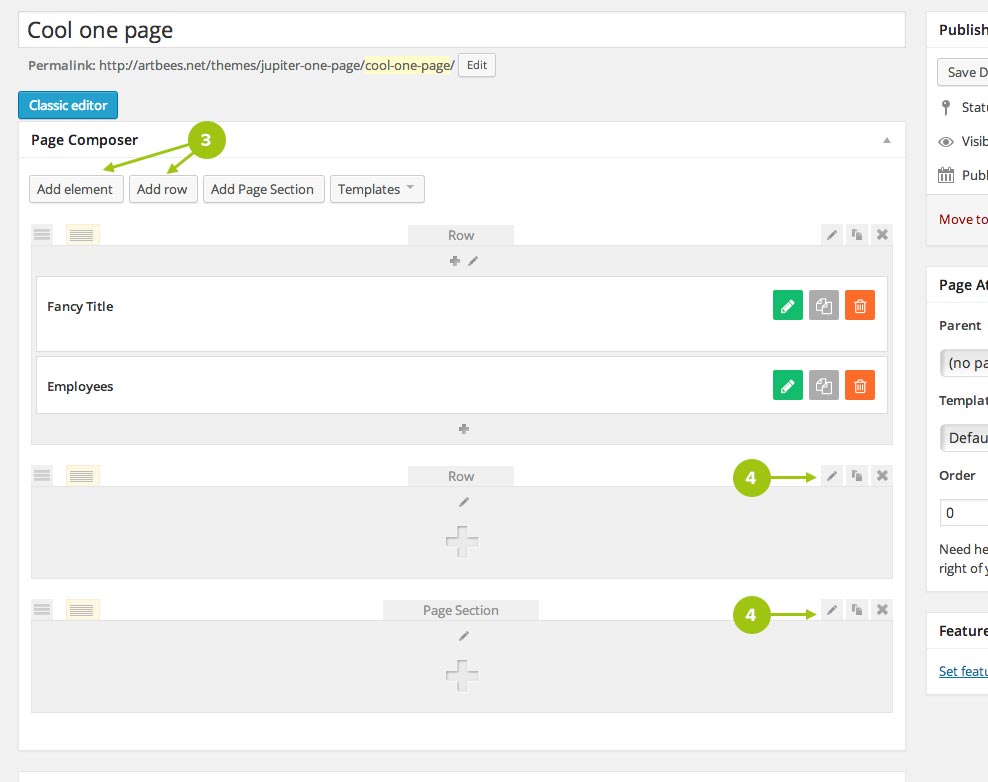 Cool one page
Permalink: http://artbees.net/themes/jupiter-one-page/cool-one-page/ Edit
Classic editor
Page Composer
3
Add element Add row Add Page Section Templates
Row
Fancy Title
Employees
Row
4
Page Section
4
Publish
Save D
Statu
Visib
Publ
Move to
Page At
Parent
(no pa
Templat
Defau
Order
0
Need he
right of y
Feature
Set featu